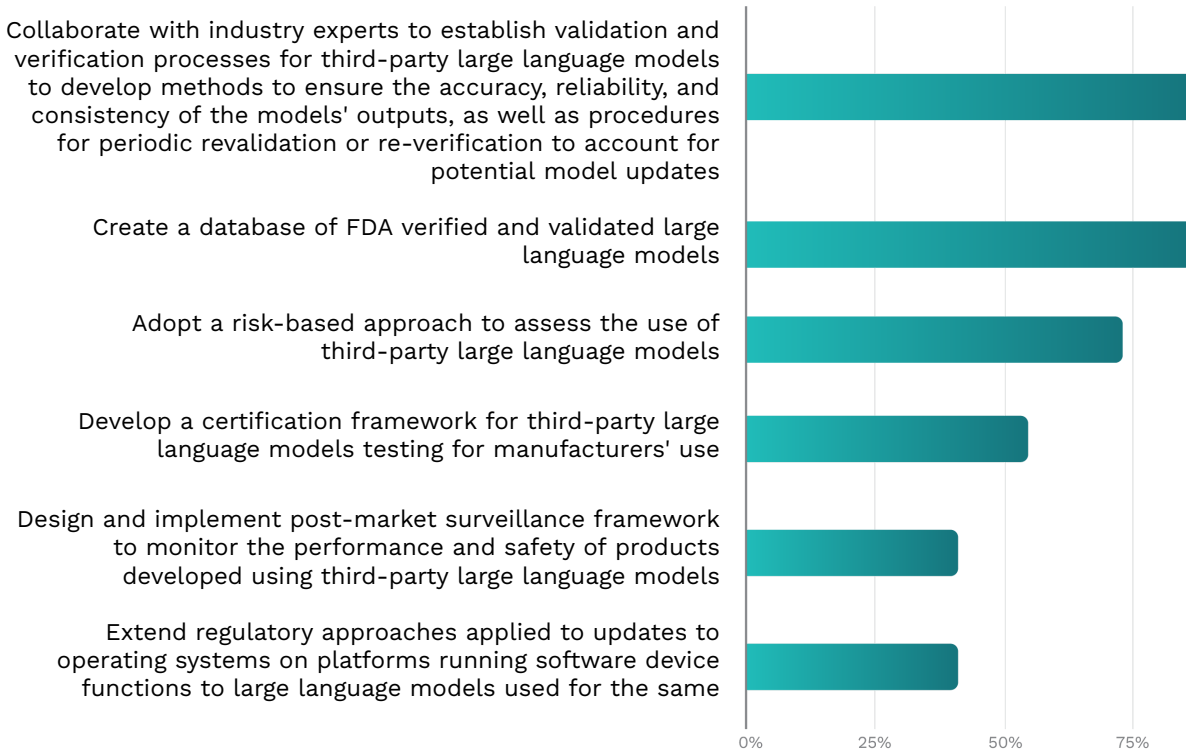 Collaborate with industry experts to establish validation and
verification processes for third-party large language models
to develop methods to ensure the accuracy, reliability, and
consistency of the models' outputs, as well as procedures
for periodic revalidation or re-verification to account for
potential model updates
Create a database of FDA verified and validated large
language models
Adopt a risk-based approach to assess the use of
third-party large language models
Develop a certification framework for third-party large
language models testing for manufacturers' use
Design and implement post-market surveillance framework
to monitor the performance and safety of products
developed using third-party large language models
Extend regulatory approaches applied to updates to
operating systems on platforms running software device
functions to large language models used for the same
0% 25% 50% 75%